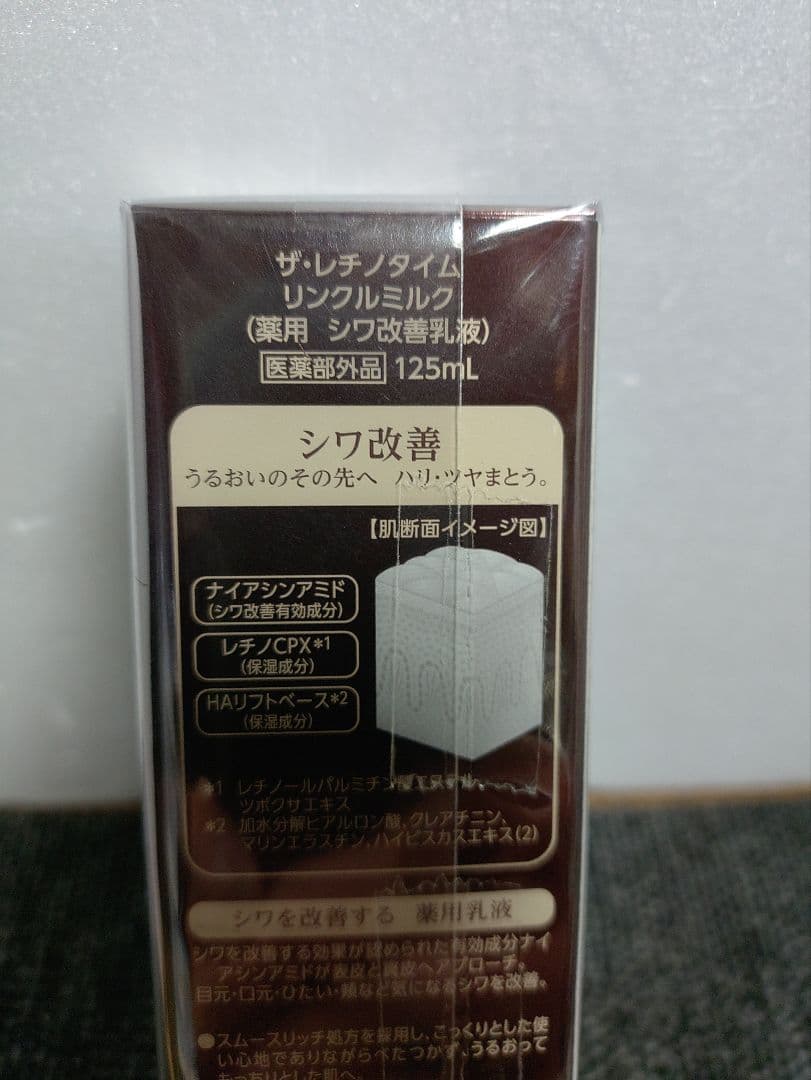 ザ・レチノタイム
リンクルミルク
（薬用 シワ改善乳液）
医薬部外品 125mL
シワ改善
うるおいのその先へ ハリ・ツヤまとう。
【肌断面イメージ図】
ナイアシンアミド
（シワ改善有効成分）
レチノCPX*1
（保湿成分）
HAリフトベース*2
（保湿成分）
*1 レチノールパルミチン酸エステル、
ツボクサエキス
*2 加水分解ヒアルロン酸、クレアチニン、
マリンエラスチン、ハイビスカスエキス(2)
シワを改善する 薬用乳液
シワを改善する効果が認められた有効成分ナイ
アシンアミドが表皮と真皮へアプローチ。
目元・口元・ひたい・頬など気になるシワを改善。
●スムースリッチ処方を採用し、こっくりとした使
い心地でありながらべたつかず、うるおって
もっちりとした肌へ